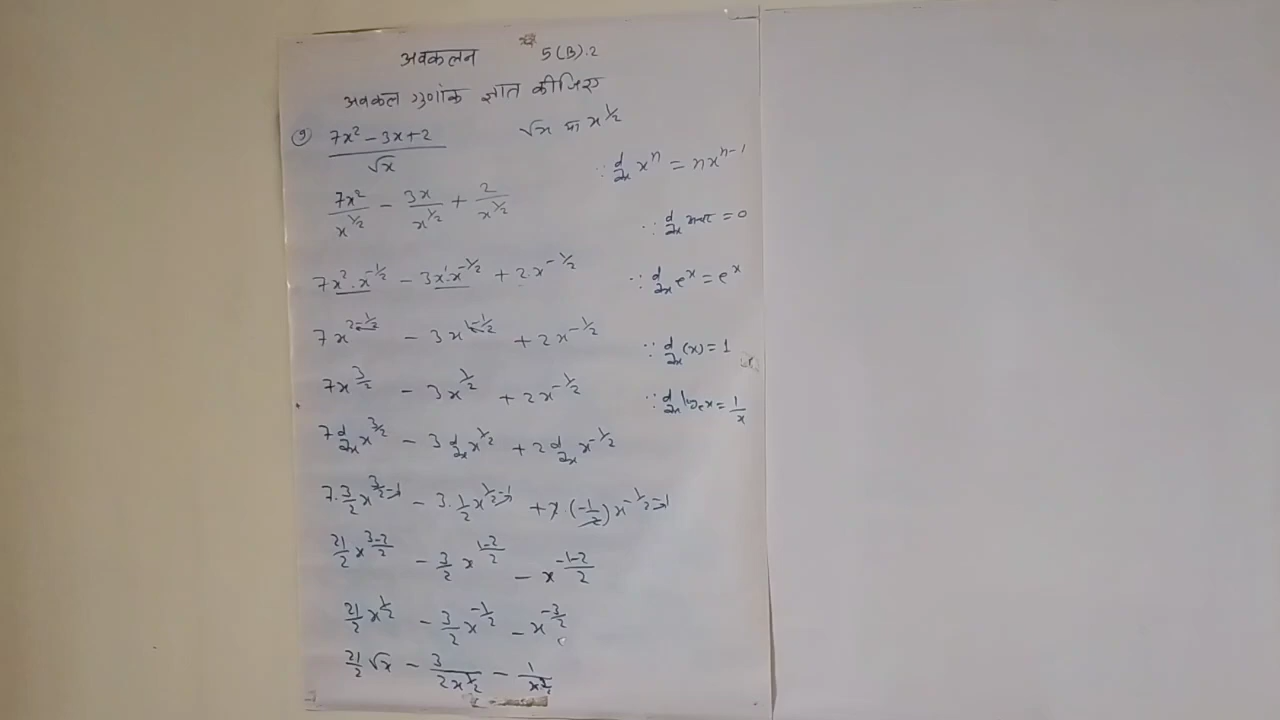 अवकलन 5(B).2
अवकल गुणांक ज्ञात कीजिए
9) (7x² - 3x + 2)/√x √x या x^(1/2)
∵ d/dx xⁿ = nx^(n-1)
7x²/x^(1/2) - 3x/x^(1/2) + 2/x^(1/2)
∵ d/dx अचर = 0
7x²·x^(-1/2) - 3x¹·x^(-1/2) + 2·x^(-1/2) ∵ d/dx eˣ = eˣ
7x^(2-1/2) - 3x^(1-1/2) + 2x^(-1/2) ∵ d/dx (x) = 1
7x^(3/2) - 3x^(1/2) + 2x^(-1/2) ∵ d/dx logₑx = 1/x
7 d/dx x^(3/2) - 3 d/dx x^(1/2) + 2 d/dx x^(-1/2)
7·3/2 x^(3/2-1) - 3·1/2 x^(1/2-1) + 2·(-1/2) x^(-1/2-1)
21/2 x^((3-2)/2) - 3/2 x^((1-2)/2) - x^((-1-2)/2)
21/2 x^(1/2) - 3/2 x^(-1/2) - x^(-3/2)
21/2 √x - 3/(2x^(1/2)) -